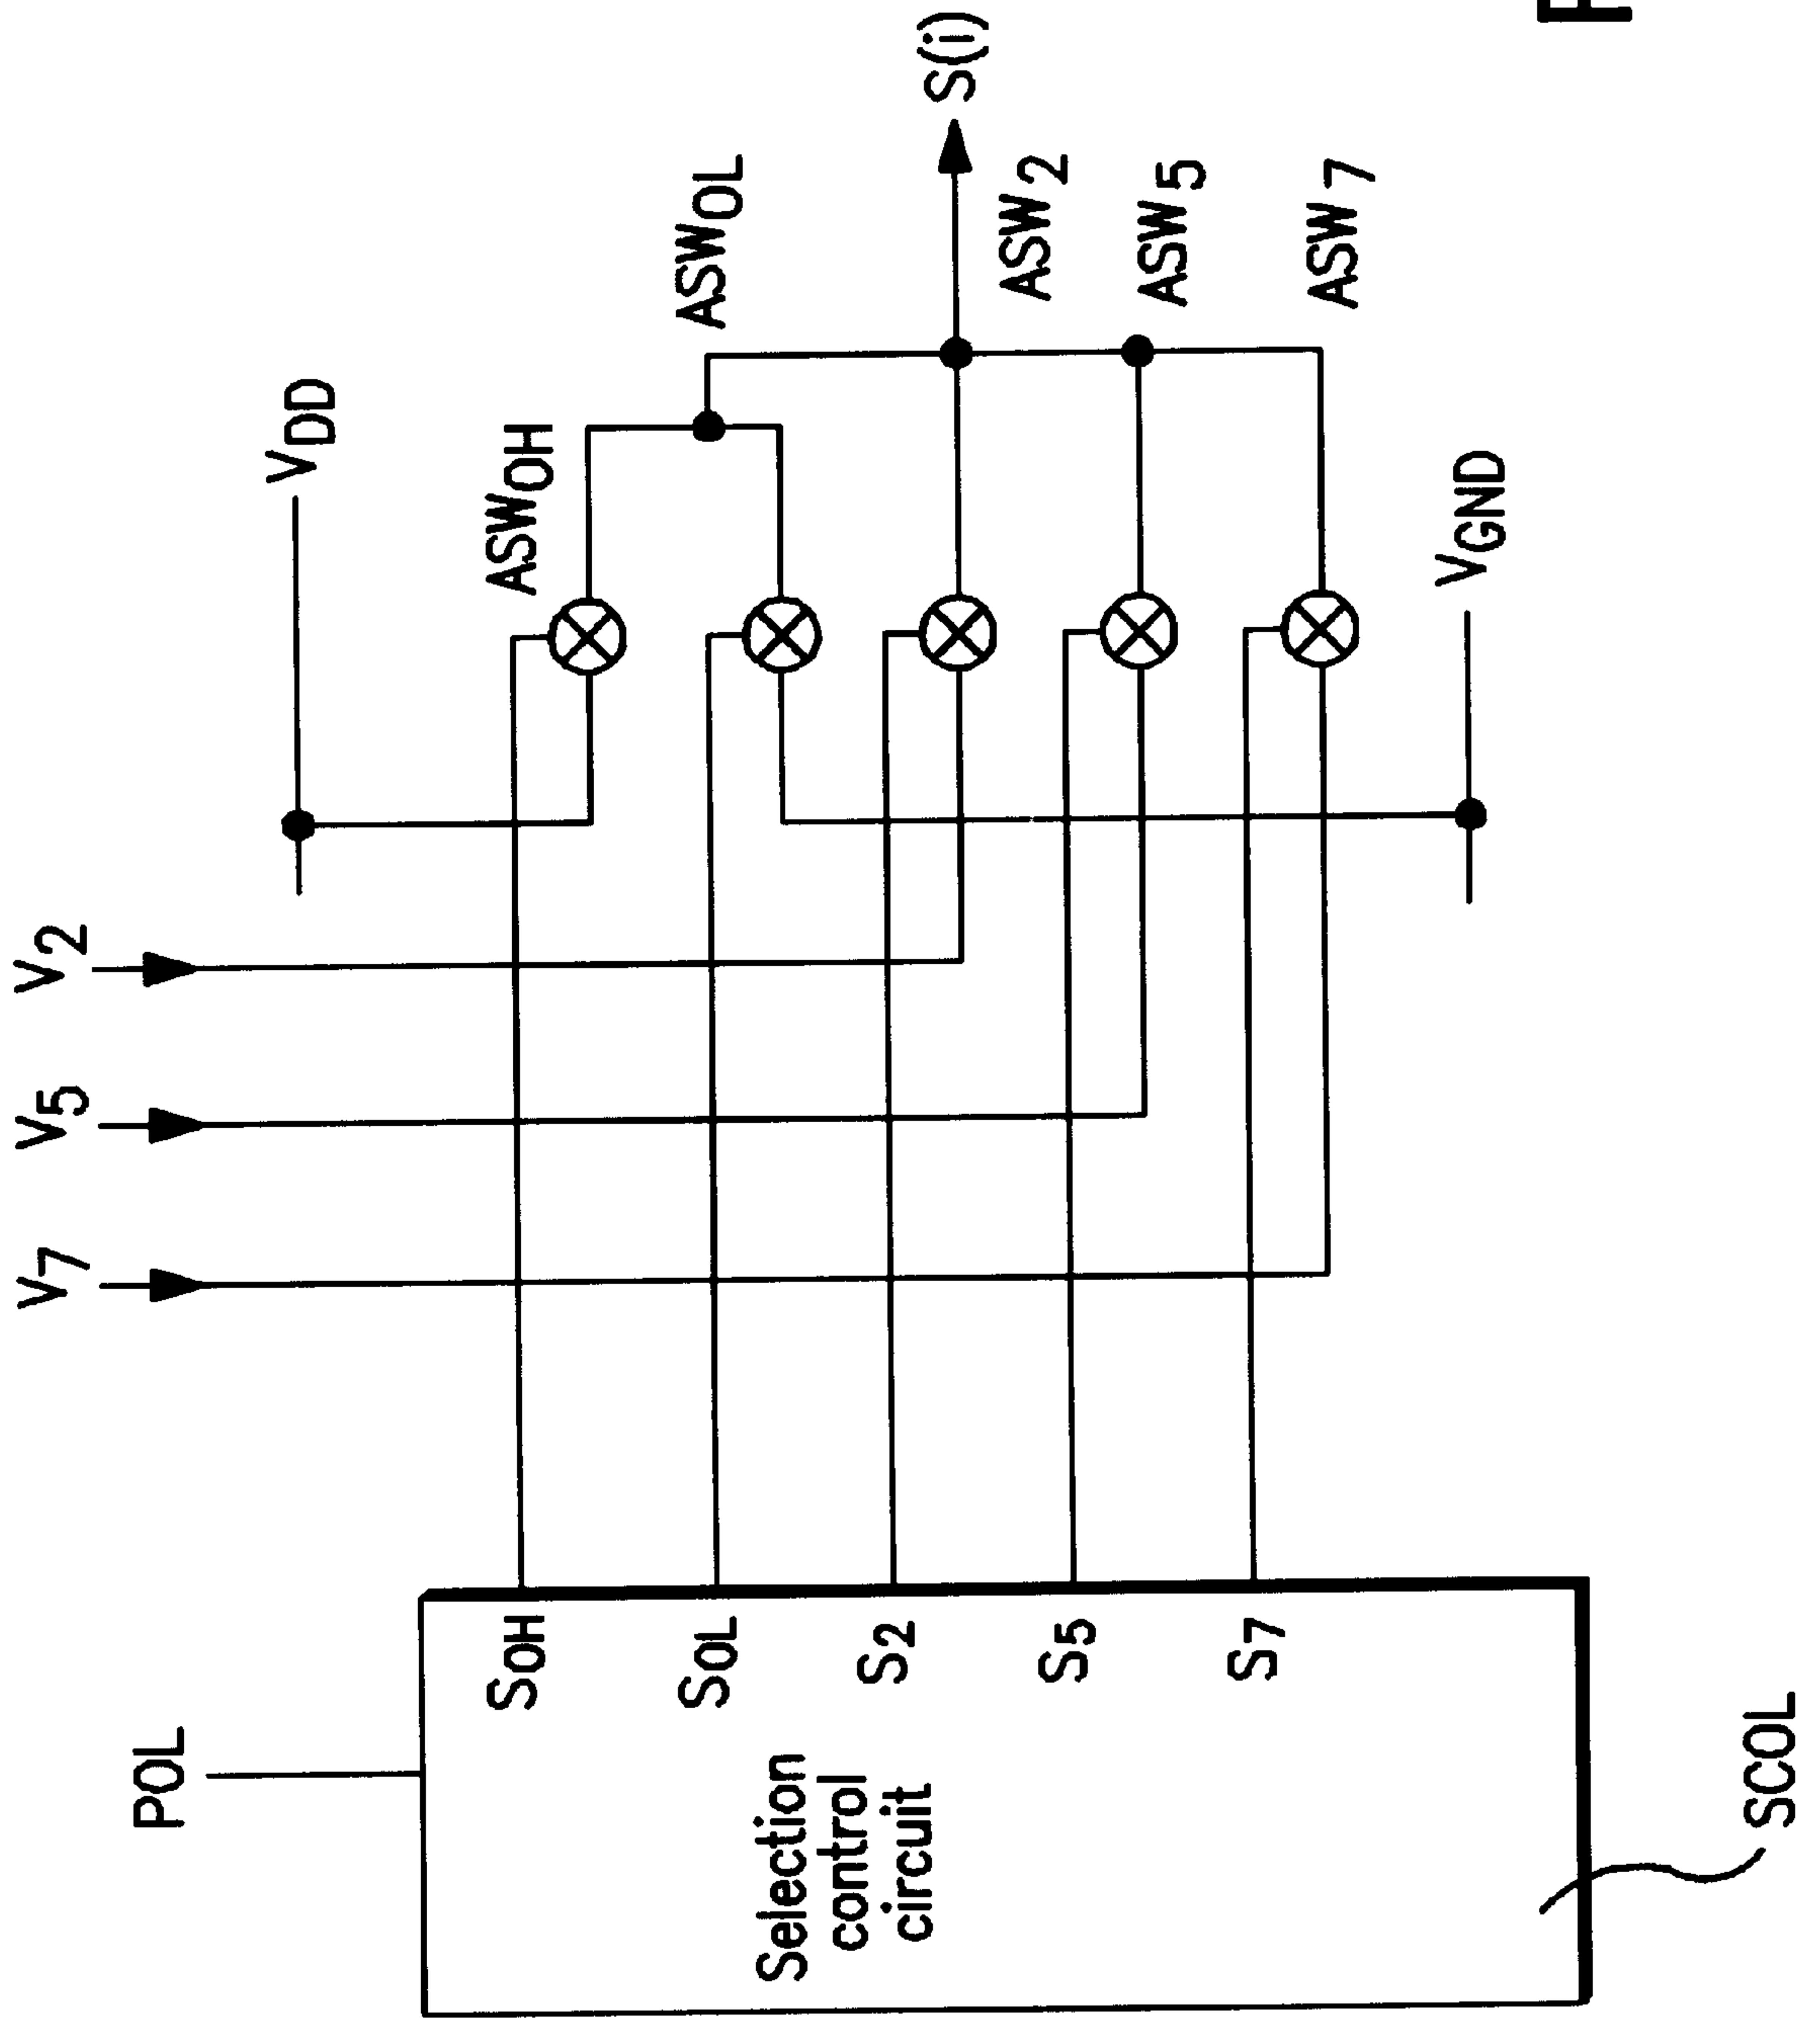 POL
V7
V5
V2
VDD
SOH
ASWOH
SOL
ASWOL
Selection
control
circuit
S2
S(i)
ASW2
S5
ASW5
S7
ASW7
VGND
SCOL